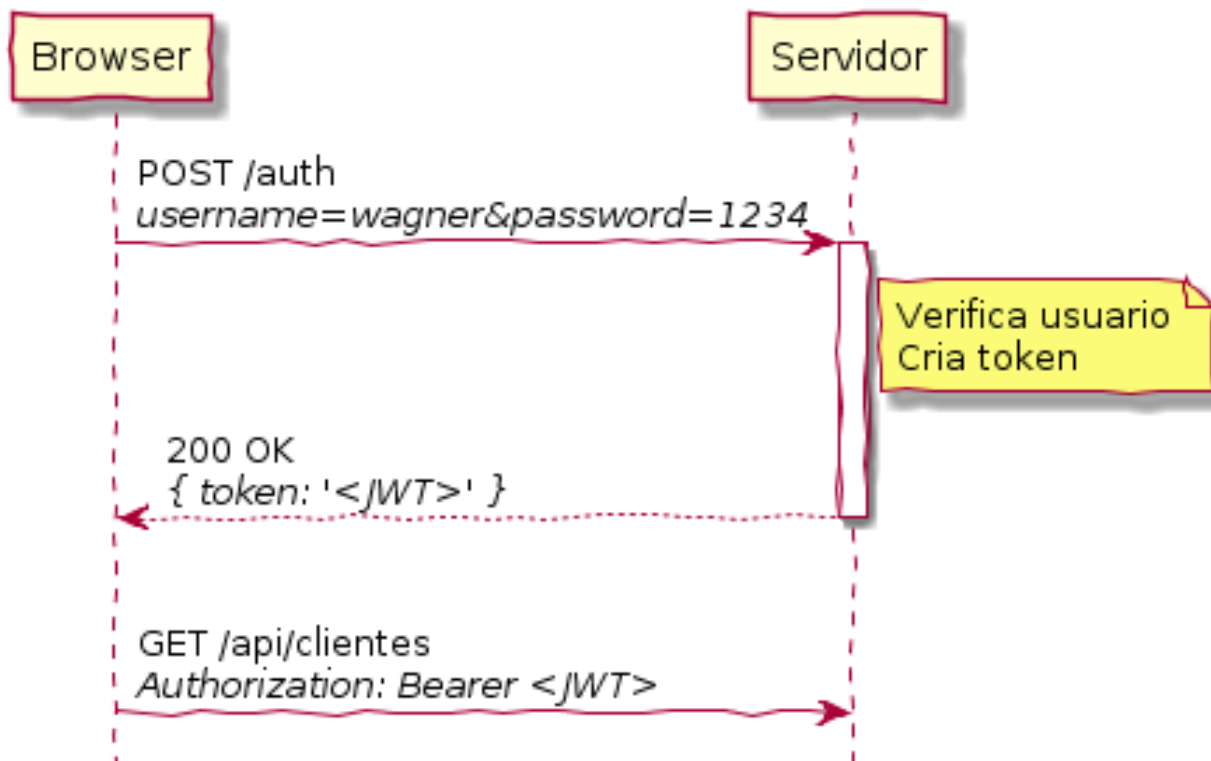 Browser
Servidor
POST /auth
username=wagner&password=1234
Verifica usuario
Cria token
200 OK
{ token: '<JWT>' }
GET /api/clientes
Authorization: Bearer <JWT>